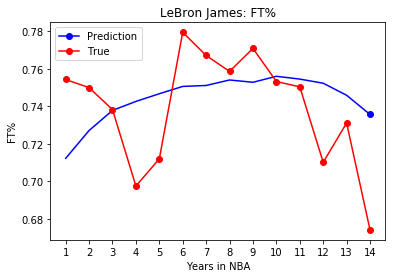 LeBron James: FT%
Prediction
True
0.78
0.76
0.74
0.72
0.70
0.68
FT%
1 2 3 4 5 6 7 8 9 10 11 12 13 14
Years in NBA